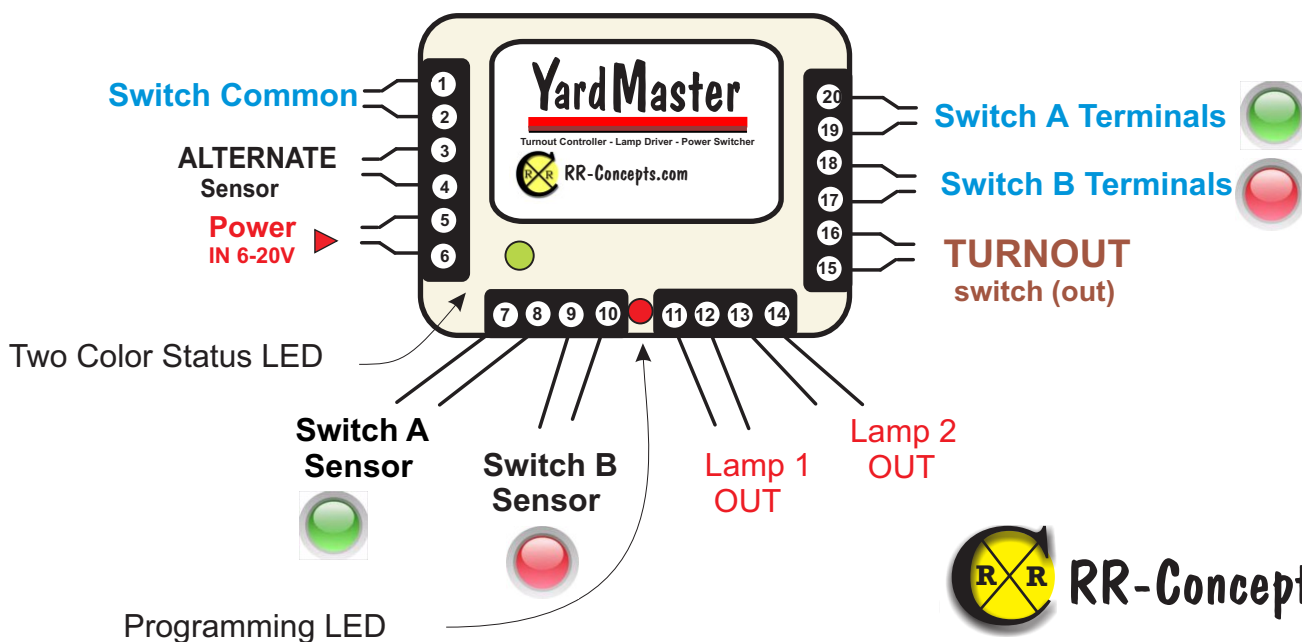 YardMaster
Turnout Controller - Lamp Driver - Power Switcher
R R
RR-Concepts.com
1
2
3
4
5
6
7 8 9 10 11 12 13 14
20
19
18
17
16
15
Switch Common
ALTERNATE
Sensor
Power
IN 6-20V
Switch A Terminals
Switch B Terminals
TURNOUT
switch (out)
Two Color Status LED
Switch A
Sensor
Switch B
Sensor
Lamp 1
OUT
Lamp 2
OUT
Programming LED
R R
RR-Concept